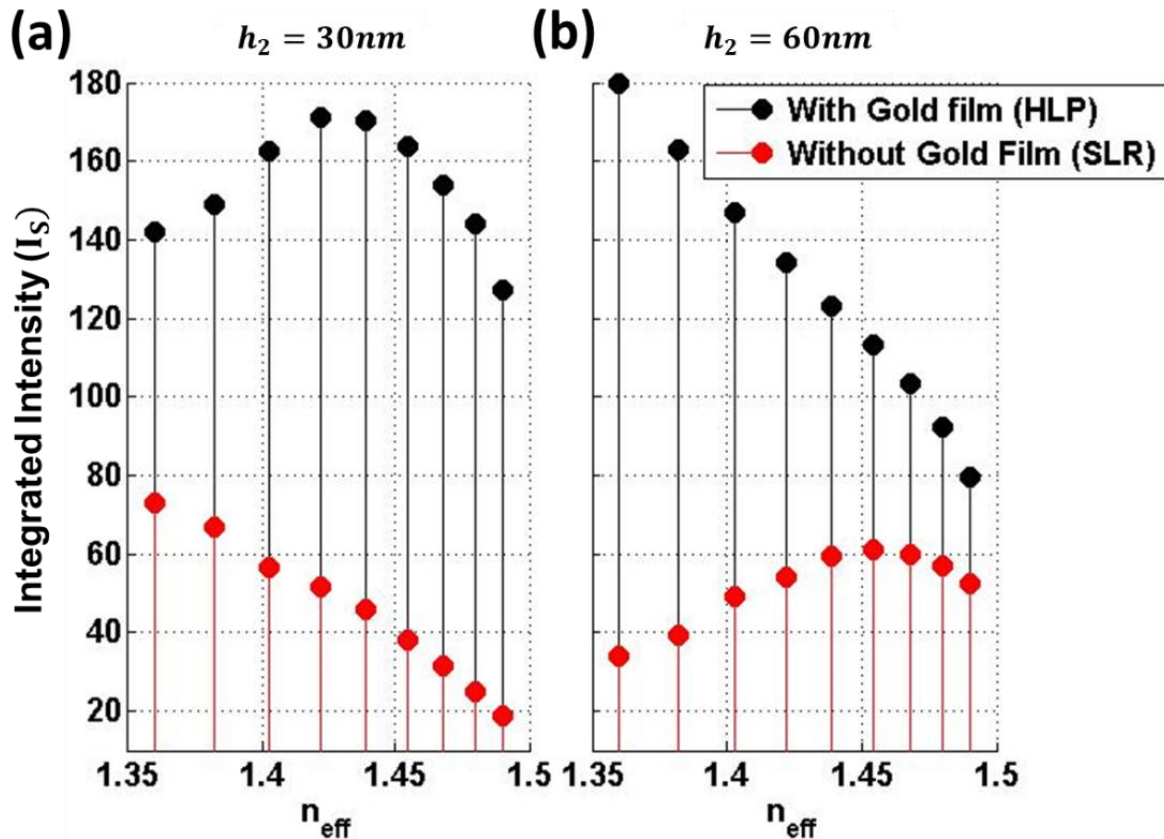 (a)
h₂ = 30nm
(b)
h₂ = 60nm
Integrated Intensity (I_S)
180
160
140
120
100
80
60
40
20
1.35
1.4
1.45
1.5
n_eff
With Gold film (HLP)
Without Gold Film (SLR)
1.35
1.4
1.45
1.5
n_eff